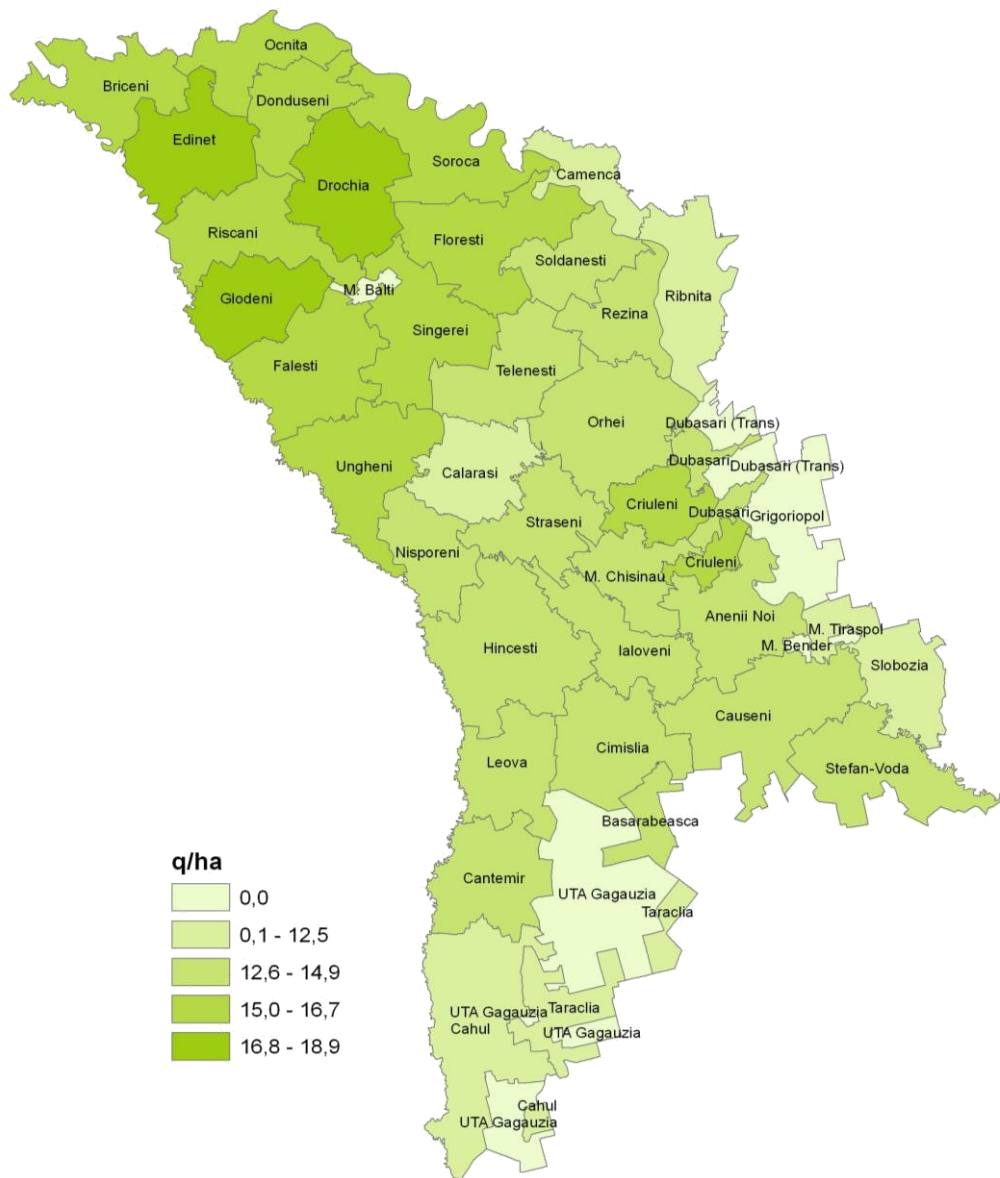 Ocnita
Briceni
Donduseni
Edinet
Soroca
Camenca
Drochia
Riscani
Floresti
Soldanesti
M. Balti
Glodeni
Ribnita
Rezina
Singerei
Falesti
Telenesti
Orhei
Dubasari (Trans)
Ungheni
Calarasi
Dubasari
Dubasari (Trans)
Criuleni
Dubasari
Grigoriopol
Straseni
Nisporeni
M. Chisinau
Criuleni
Anenii Noi
M. Tiraspol
Hincesti
Ialoveni
M. Bender
Slobozia
Causeni
Leova
Cimislia
Stefan-Voda
Basarabeasca
q/ha
Cantemir
UTA Gagauzia
0,0
Taraclia
0,1 - 12,5
12,6 - 14,9
UTA Gagauzia
Taraclia
15,0 - 16,7
Cahul
UTA Gagauzia
16,8 - 18,9
Cahul
UTA Gagauzia